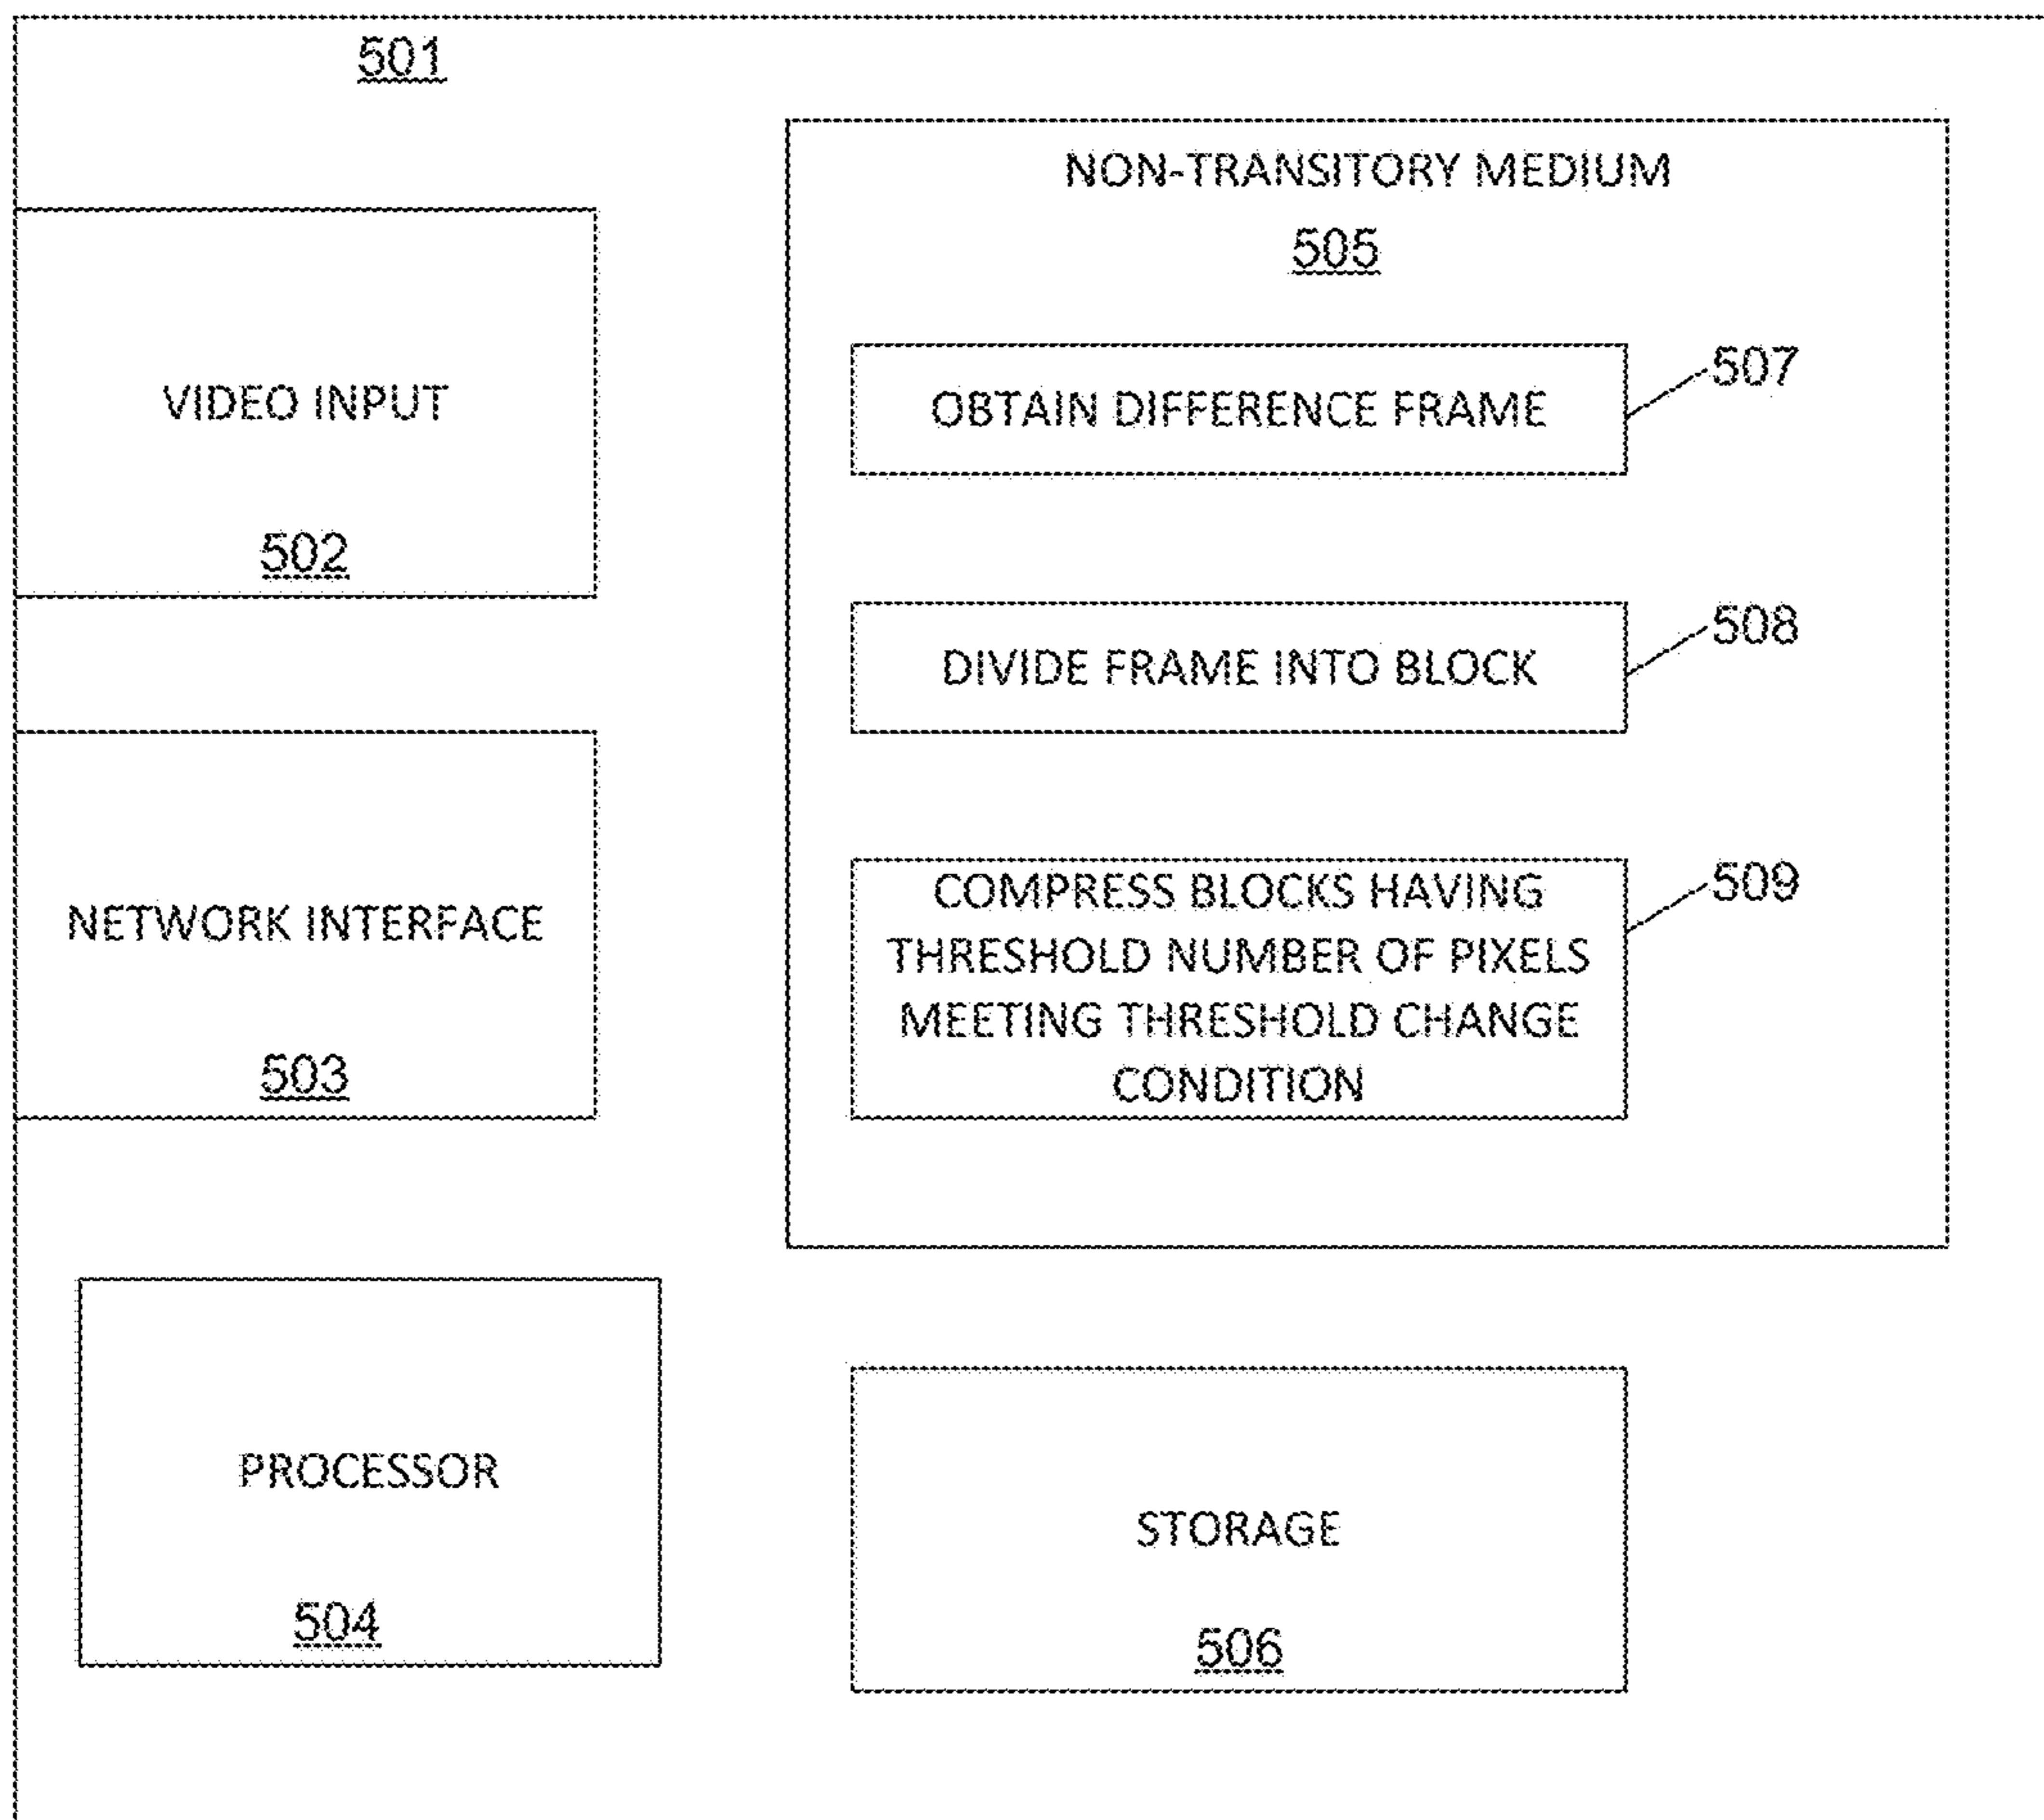 501
VIDEO INPUT
502
NETWORK INTERFACE
503
PROCESSOR
504
NON-TRANSITORY MEDIUM
505
OBTAIN DIFFERENCE FRAME
507
DIVIDE FRAME INTO BLOCK
508
COMPRESS BLOCKS HAVING
THRESHOLD NUMBER OF PIXELS
MEETING THRESHOLD CHANGE
CONDITION
509
STORAGE
506